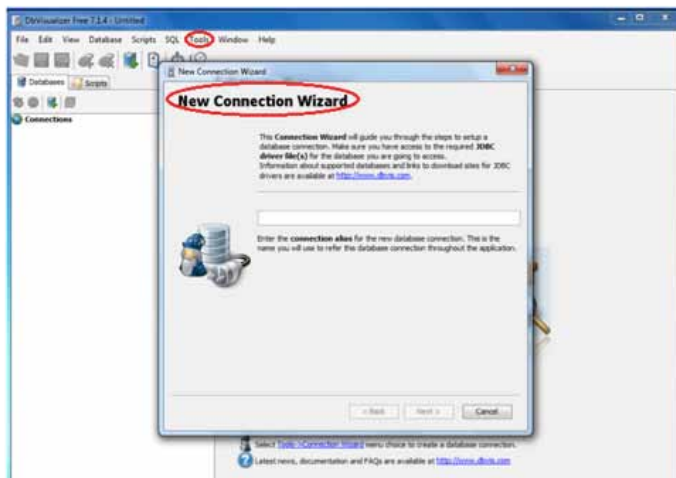 DbVisualizer Free 7.1.4 - Untitled
File Edit View Database Scripts SQL Tools Window Help
Databases Scripts
Connections
New Connection Wizard
New Connection Wizard
This Connection Wizard will guide you through the steps to setup a
database connection. Make sure you have access to the required JDBC
driver file(s) for the database you are going to access.
Information about supported databases and links to download sites for JDBC
drivers are available at http://www.dbvis.com.
Enter the connection alias for the new database connection. This is the
name you will use to refer this database connection throughout the application.
< Back Next > Cancel
Select Tools->Connection Wizard menu choice to create a database connection.
Latest news, documentation and FAQs are available at http://www.dbvis.com